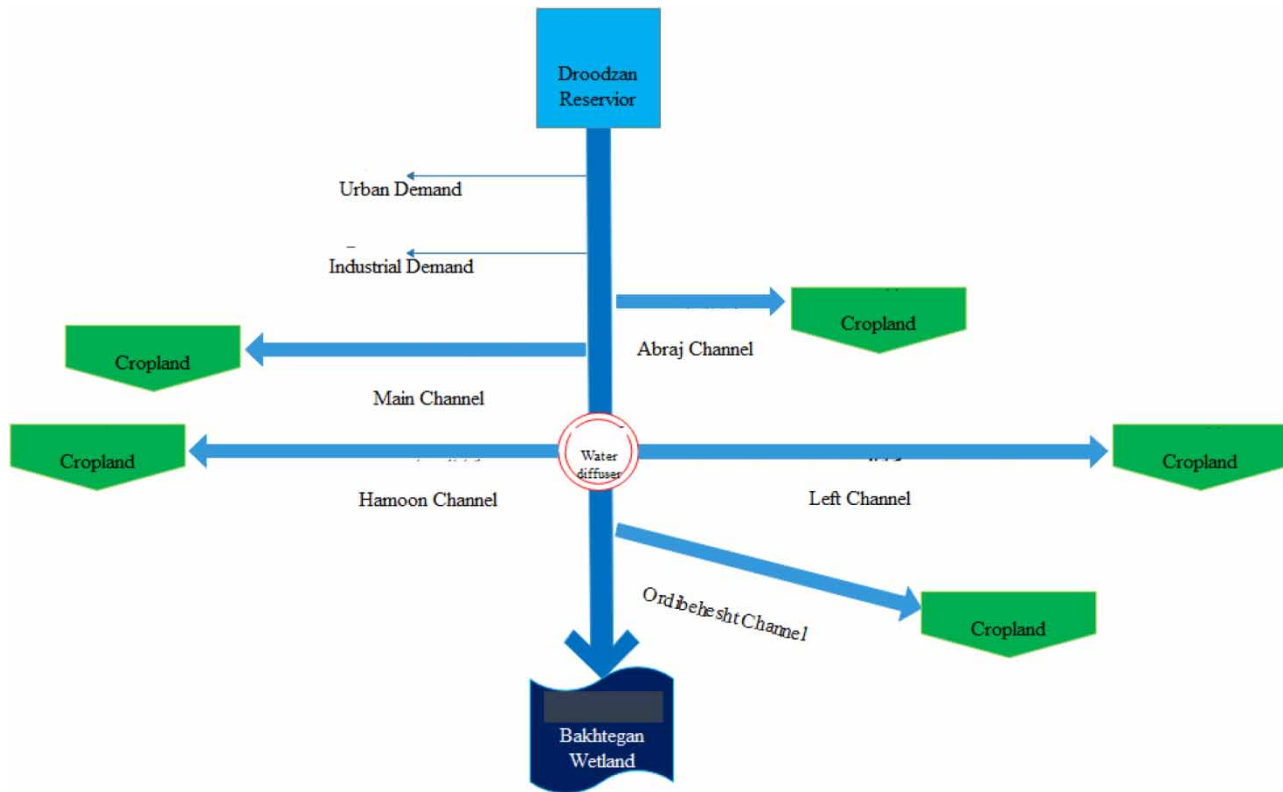 Droodzan
Reservior
Urban Demand
Industrial Demand
Cropland
Abraj Channel
Cropland
Main Channel
Cropland
Water
diffuser
Cropland
Hamoon Channel
Left Channel
Ordibehesht Channel
Cropland
Bakhtegan
Wetland